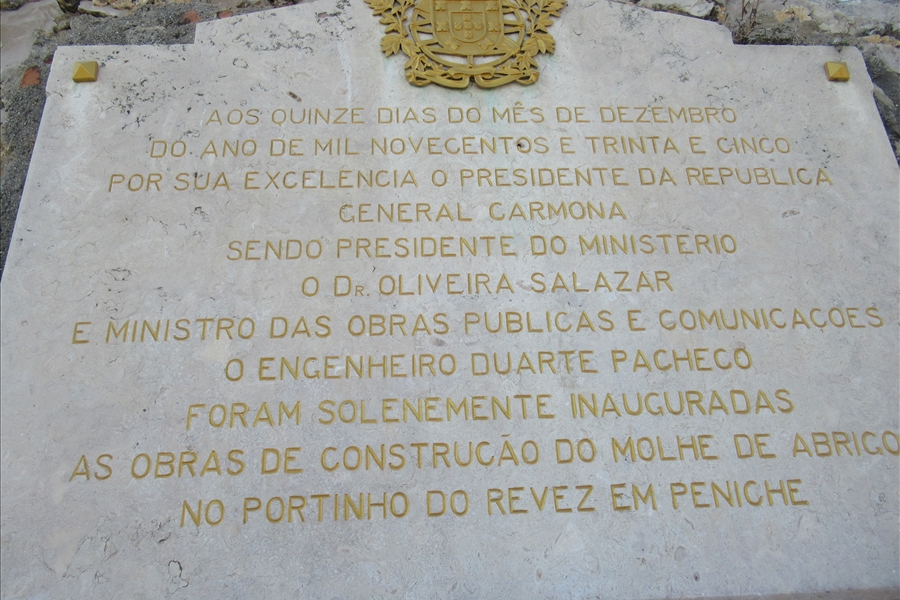 AOS QUINZE DIAS DO MÊS DE DEZEMBRO
DO ANO DE MIL NOVECENTOS E TRINTA E CINCO
POR SUA EXCELÊNCIA O PRESIDENTE DA REPUBLICA
GENERAL CARMONA
SENDO PRESIDENTE DO MINISTERIO
O DR. OLIVEIRA SALAZAR
E MINISTRO DAS OBRAS PUBLICAS E COMUNICAÇÕES
O ENGENHEIRO DUARTE PACHECO
FORAM SOLENEMENTE INAUGURADAS
AS OBRAS DE CONSTRUÇÃO DO MOLHE DE ABRIGO
NO PORTINHO DO REVEZ EM PENICHE